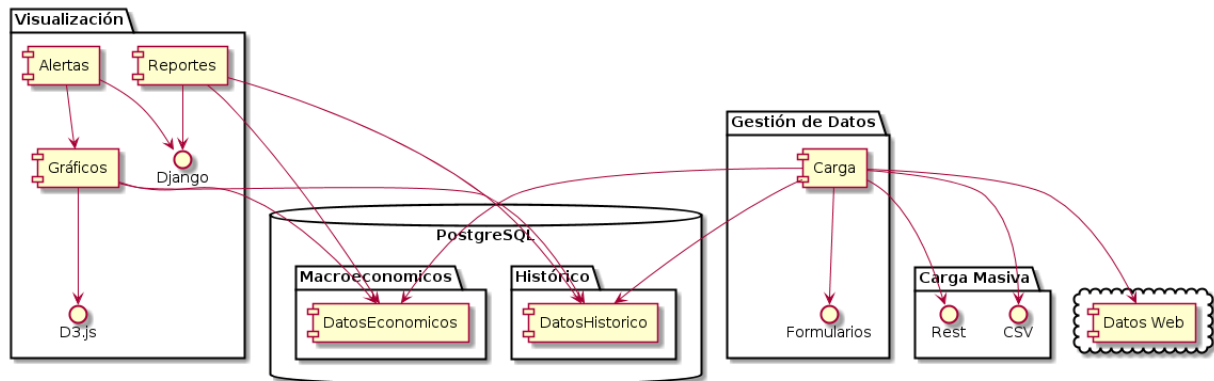 Visualización
Alertas
Reportes
Gráficos
Django
D3.js
PostgreSQL
Macroeconomicos
DatosEconomicos
Histórico
DatosHistorico
Gestión de Datos
Carga
Formularios
Carga Masiva
Rest
CSV
Datos Web